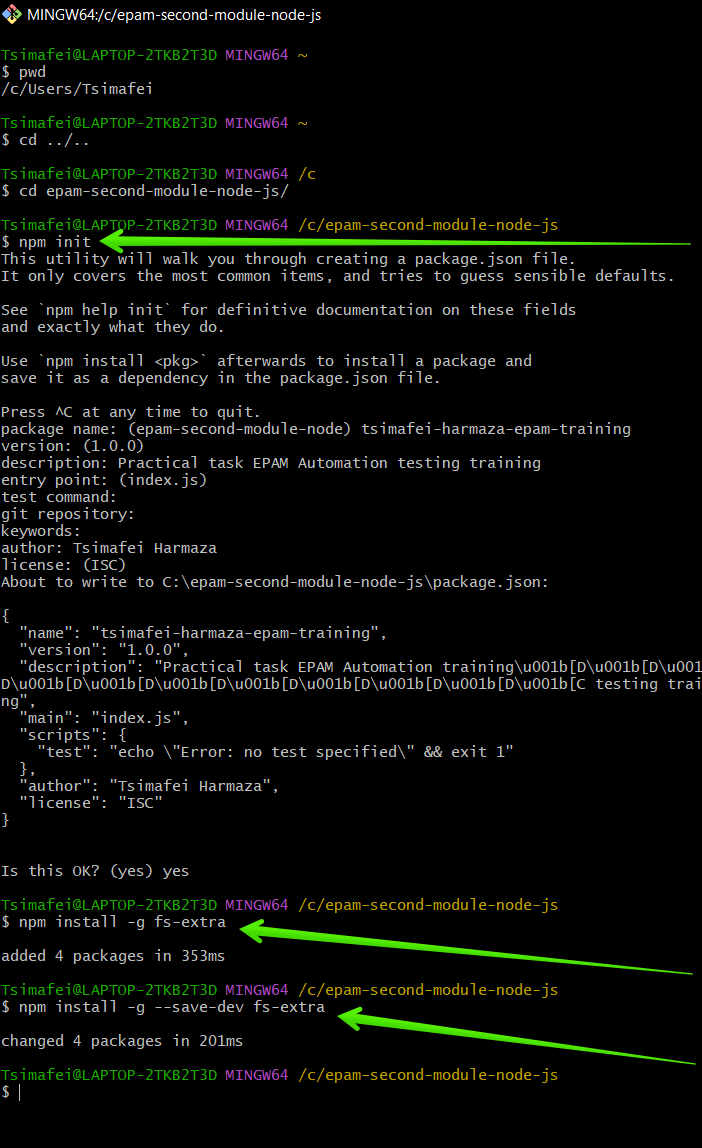 MINGW64:/c/epam-second-module-node-js
Tsimafei@LAPTOP-2TKB2T3D MINGW64 ~
$ pwd
/c/Users/Tsimafei
Tsimafei@LAPTOP-2TKB2T3D MINGW64 ~
$ cd ../..
Tsimafei@LAPTOP-2TKB2T3D MINGW64 /c
$ cd epam-second-module-node-js/
Tsimafei@LAPTOP-2TKB2T3D MINGW64 /c/epam-second-module-node-js
$ npm init
This utility will walk you through creating a package.json file.
It only covers the most common items, and tries to guess sensible defaults.
See `npm help init` for definitive documentation on these fields
and exactly what they do.
Use `npm install <pkg>` afterwards to install a package and
save it as a dependency in the package.json file.
Press ^C at any time to quit.
package name: (epam-second-module-node) tsimafei-harmaza-epam-training
version: (1.0.0)
description: Practical task EPAM Automation testing training
entry point: (index.js)
test command:
git repository:
keywords:
author: Tsimafei Harmaza
license: (ISC)
About to write to C:\epam-second-module-node-js\package.json:
{
"name": "tsimafei-harmaza-epam-training",
"version": "1.0.0",
"description": "Practical task EPAM Automation training\u001b[D\u001b[D\u001b[D\u001
D\u001b[D\u001b[D\u001b[D\u001b[D\u001b[D\u001b[D\u001b[D\u001b[C testing trai
ng",
"main": "index.js",
"scripts": {
"test": "echo \"Error: no test specified\" && exit 1"
},
"author": "Tsimafei Harmaza",
"license": "ISC"
}
Is this OK? (yes) yes
Tsimafei@LAPTOP-2TKB2T3D MINGW64 /c/epam-second-module-node-js
$ npm install -g fs-extra
added 4 packages in 353ms
Tsimafei@LAPTOP-2TKB2T3D MINGW64 /c/epam-second-module-node-js
$ npm install -g --save-dev fs-extra
changed 4 packages in 201ms
Tsimafei@LAPTOP-2TKB2T3D MINGW64 /c/epam-second-module-node-js
$